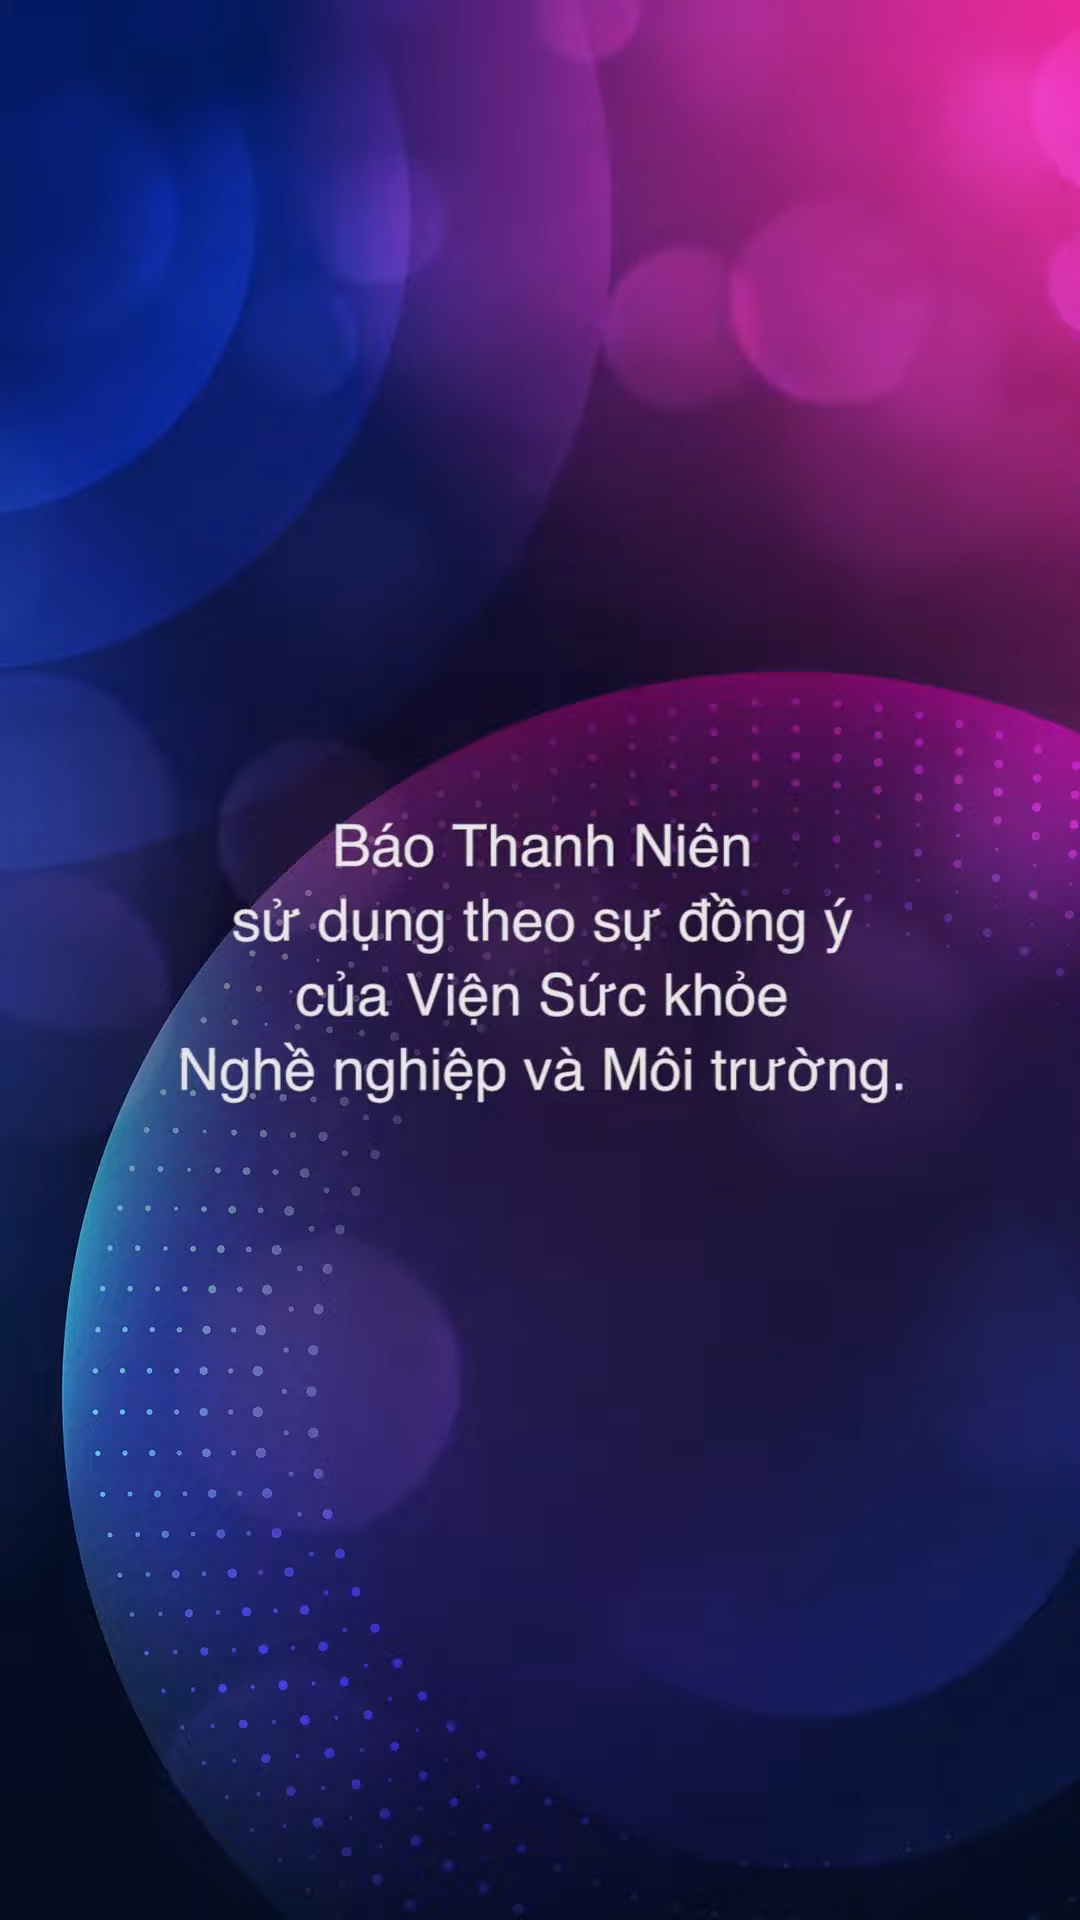 Báo Thanh Niên
sử dụng theo sự đồng ý
của Viện Sức khỏe
Nghề nghiệp và Môi trường.